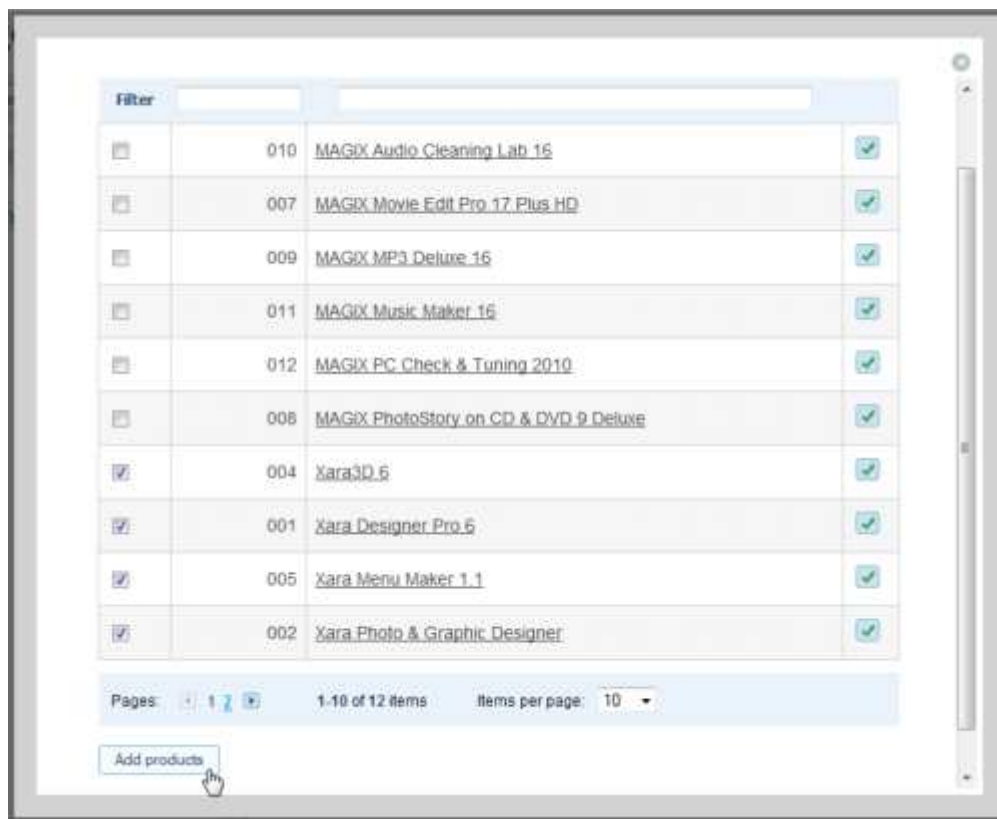 Filter
010 MAGIX Audio Cleaning Lab 16
007 MAGIX Movie Edit Pro 17 Plus HD
009 MAGIX MP3 Deluxe 16
011 MAGIX Music Maker 16
012 MAGIX PC Check & Tuning 2010
008 MAGIX PhotoStory on CD & DVD 9 Deluxe
004 Xara3D 6
001 Xara Designer Pro 6
005 Xara Menu Maker 1.1
002 Xara Photo & Graphic Designer
Pages: 1 2 1-10 of 12 items Items per page: 10
Add products